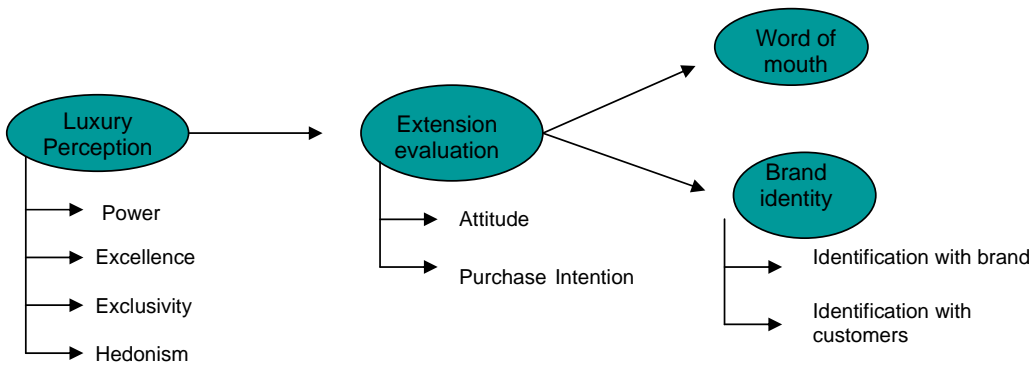 Luxury
Perception
Power
Excellence
Exclusivity
Hedonism
Extension
evaluation
Attitude
Purchase Intention
Word of
mouth
Brand
identity
Identification with brand
Identification with
customers